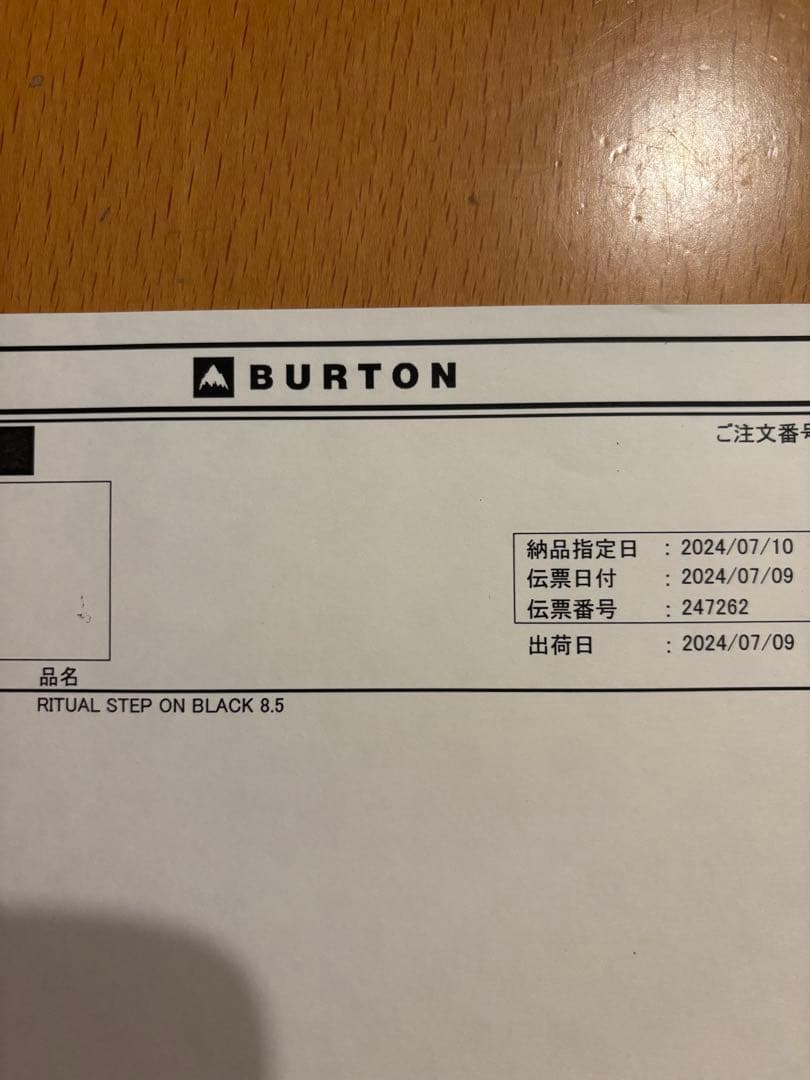 BURTON
ご注文番号
納品指定日 : 2024/07/10
伝票日付 : 2024/07/09
伝票番号 : 247262
出荷日 : 2024/07/09
品名
RITUAL STEP ON BLACK 8.5